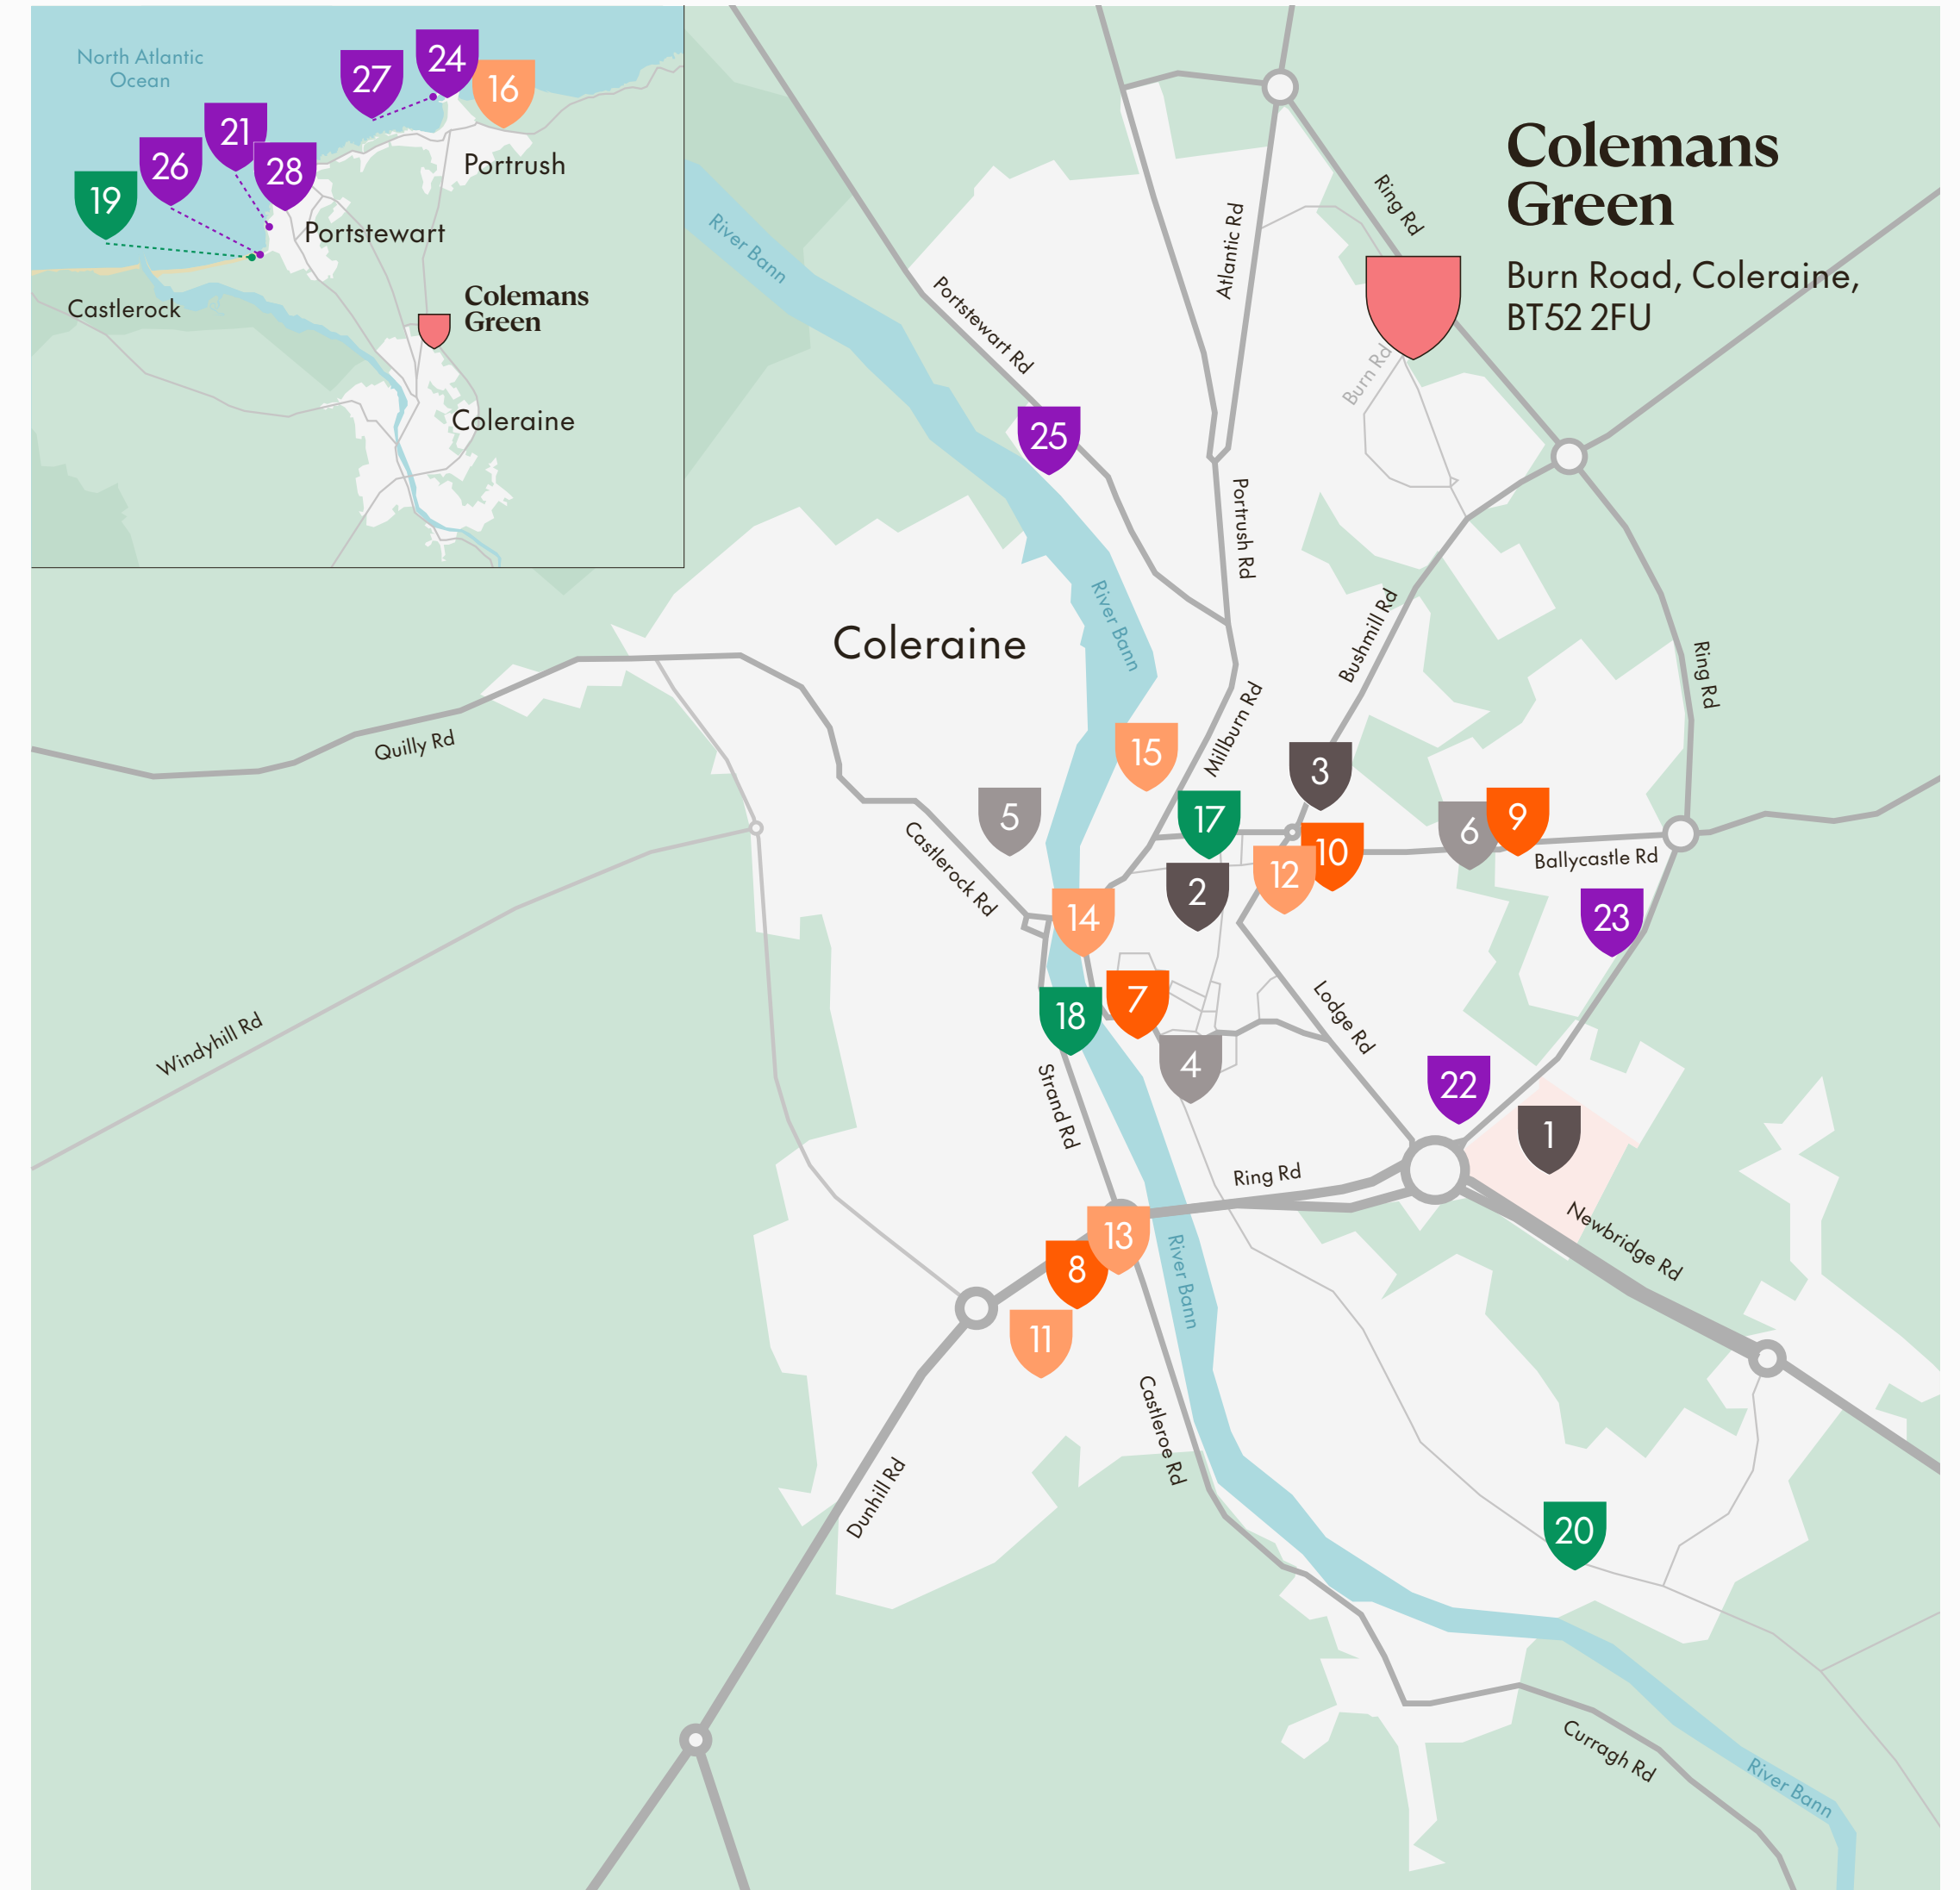 North Atlantic
Ocean
27
24
16
21
26
28
19
Portrush
Portstewart
Castlerock
Colemans
Green
Coleraine
Colemans
Green
Burn Road, Coleraine,
BT52 2FU
Ring Rd
Atlantic Rd
River Bann
Portstewart Rd
Burn Rd
25
Portrush Rd
River Bann
Bushmill Rd
Coleraine
Ring Rd
Millburn Rd
Quilly Rd
15
3
5
17
6
9
10
12
Ballycastle Rd
Castlerock Rd
2
14
23
7
18
Lodge Rd
Windyhill Rd
4
Strand Rd
22
1
Ring Rd
13
Newbridge Rd
8
River Bann
11
Castleroe Rd
Dunhill Rd
20
Curragh Rd
River Bann